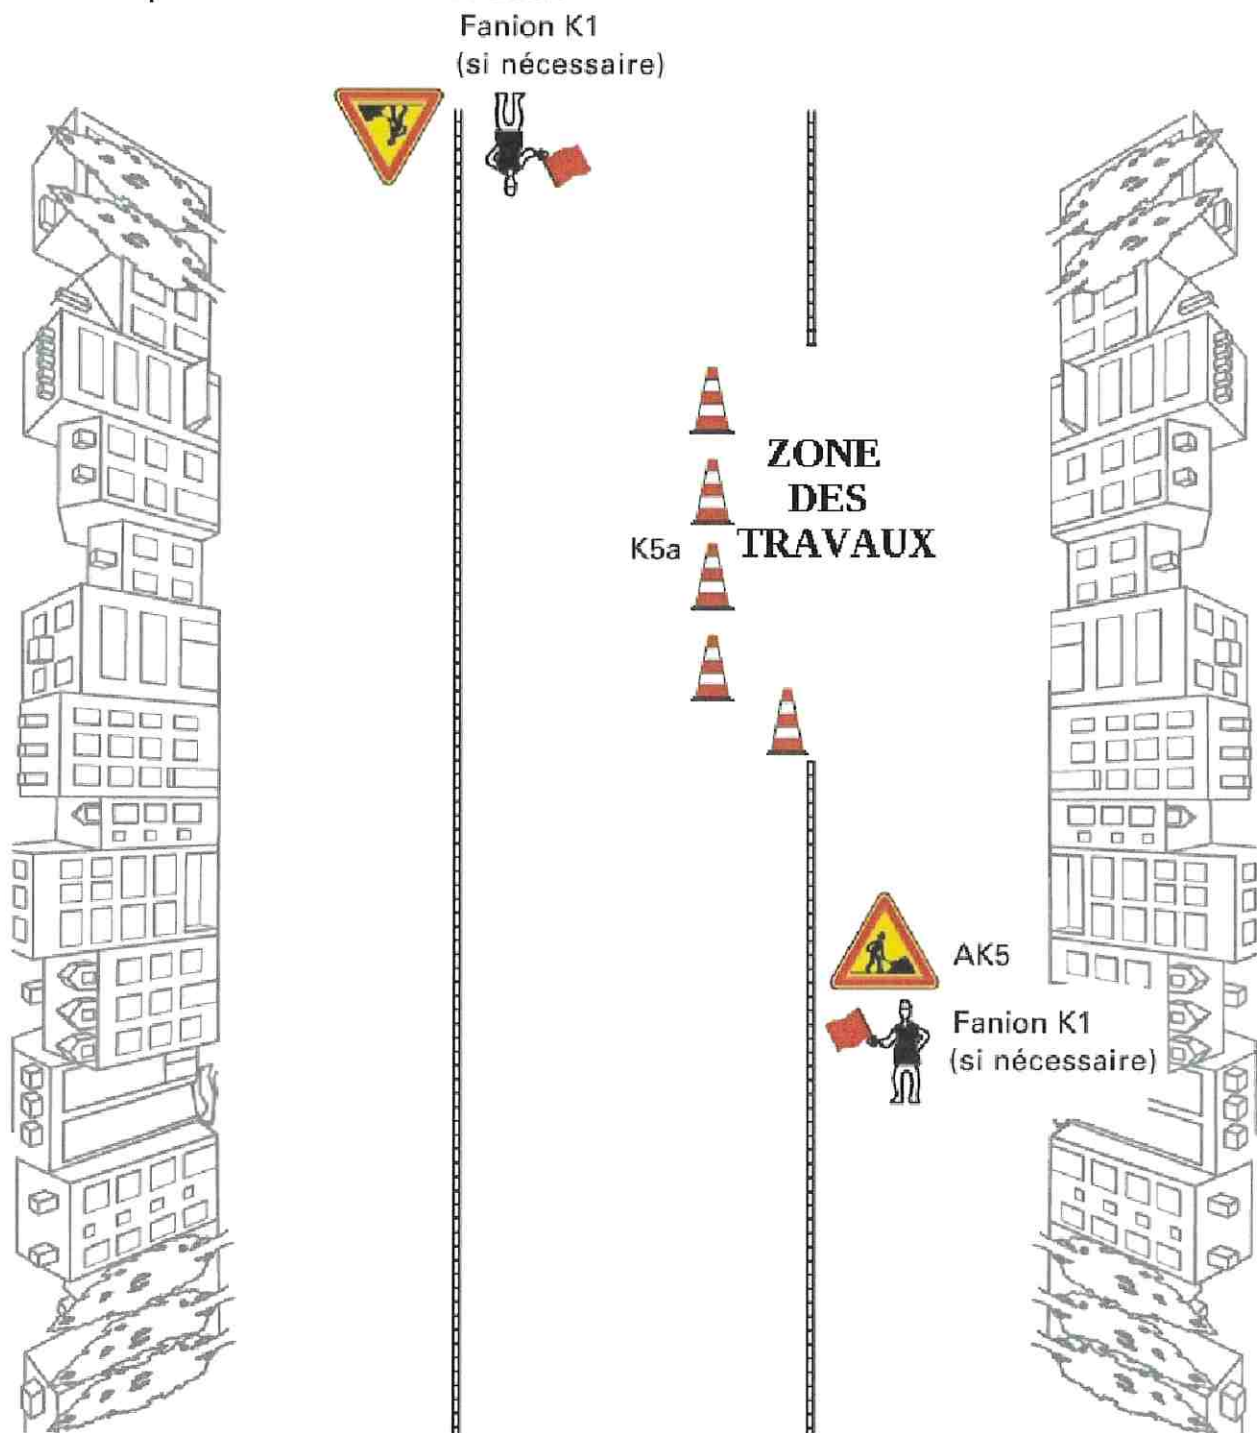 Fanion K1
(si nécessaire)
ZONE
DES
TRAVAUX
K5a
AK5
Fanion K1
(si nécessaire)